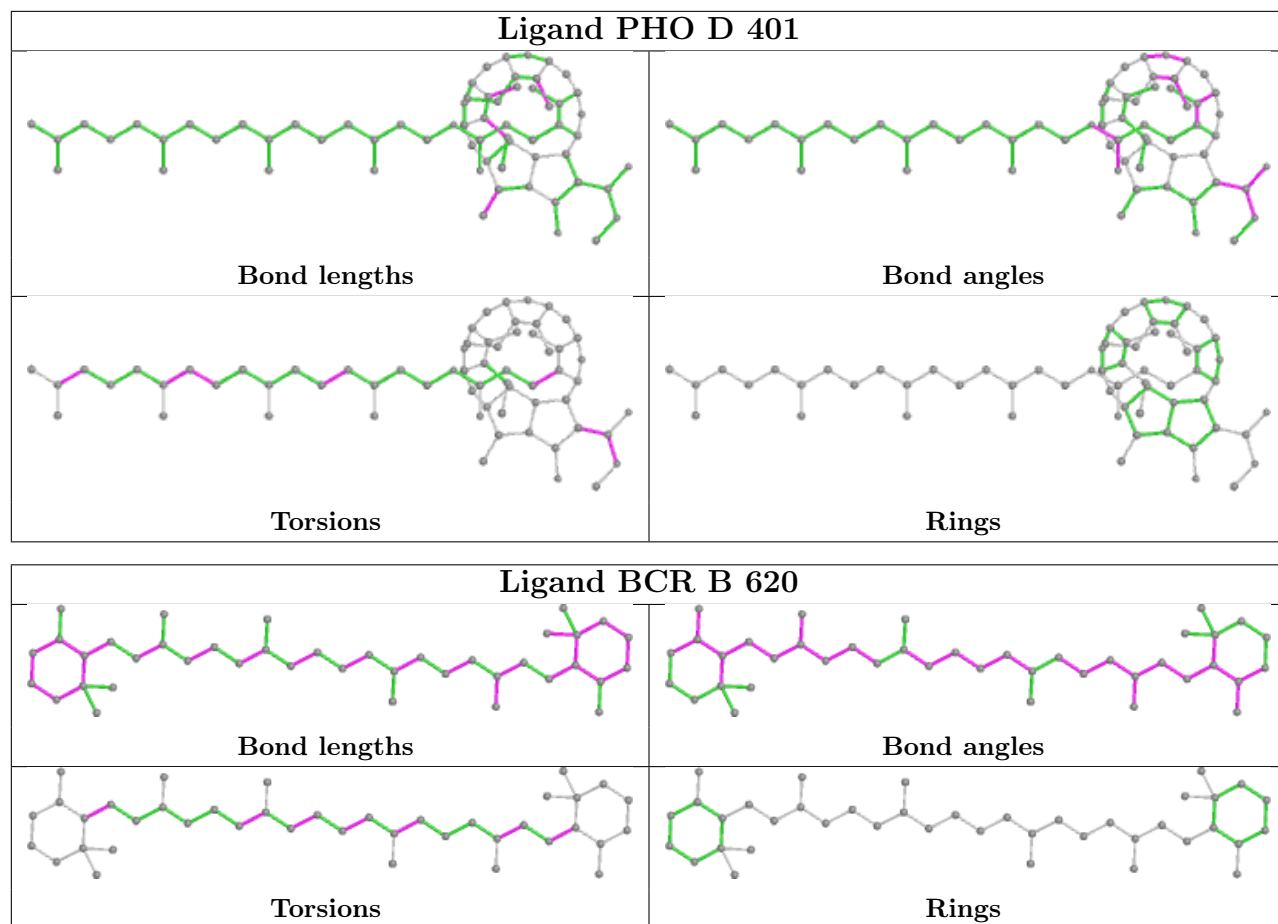 Ligand PHO D 401
Bond lengths
Bond angles
Torsions
Rings
Ligand BCR B 620
Bond lengths
Bond angles
Torsions
Rings